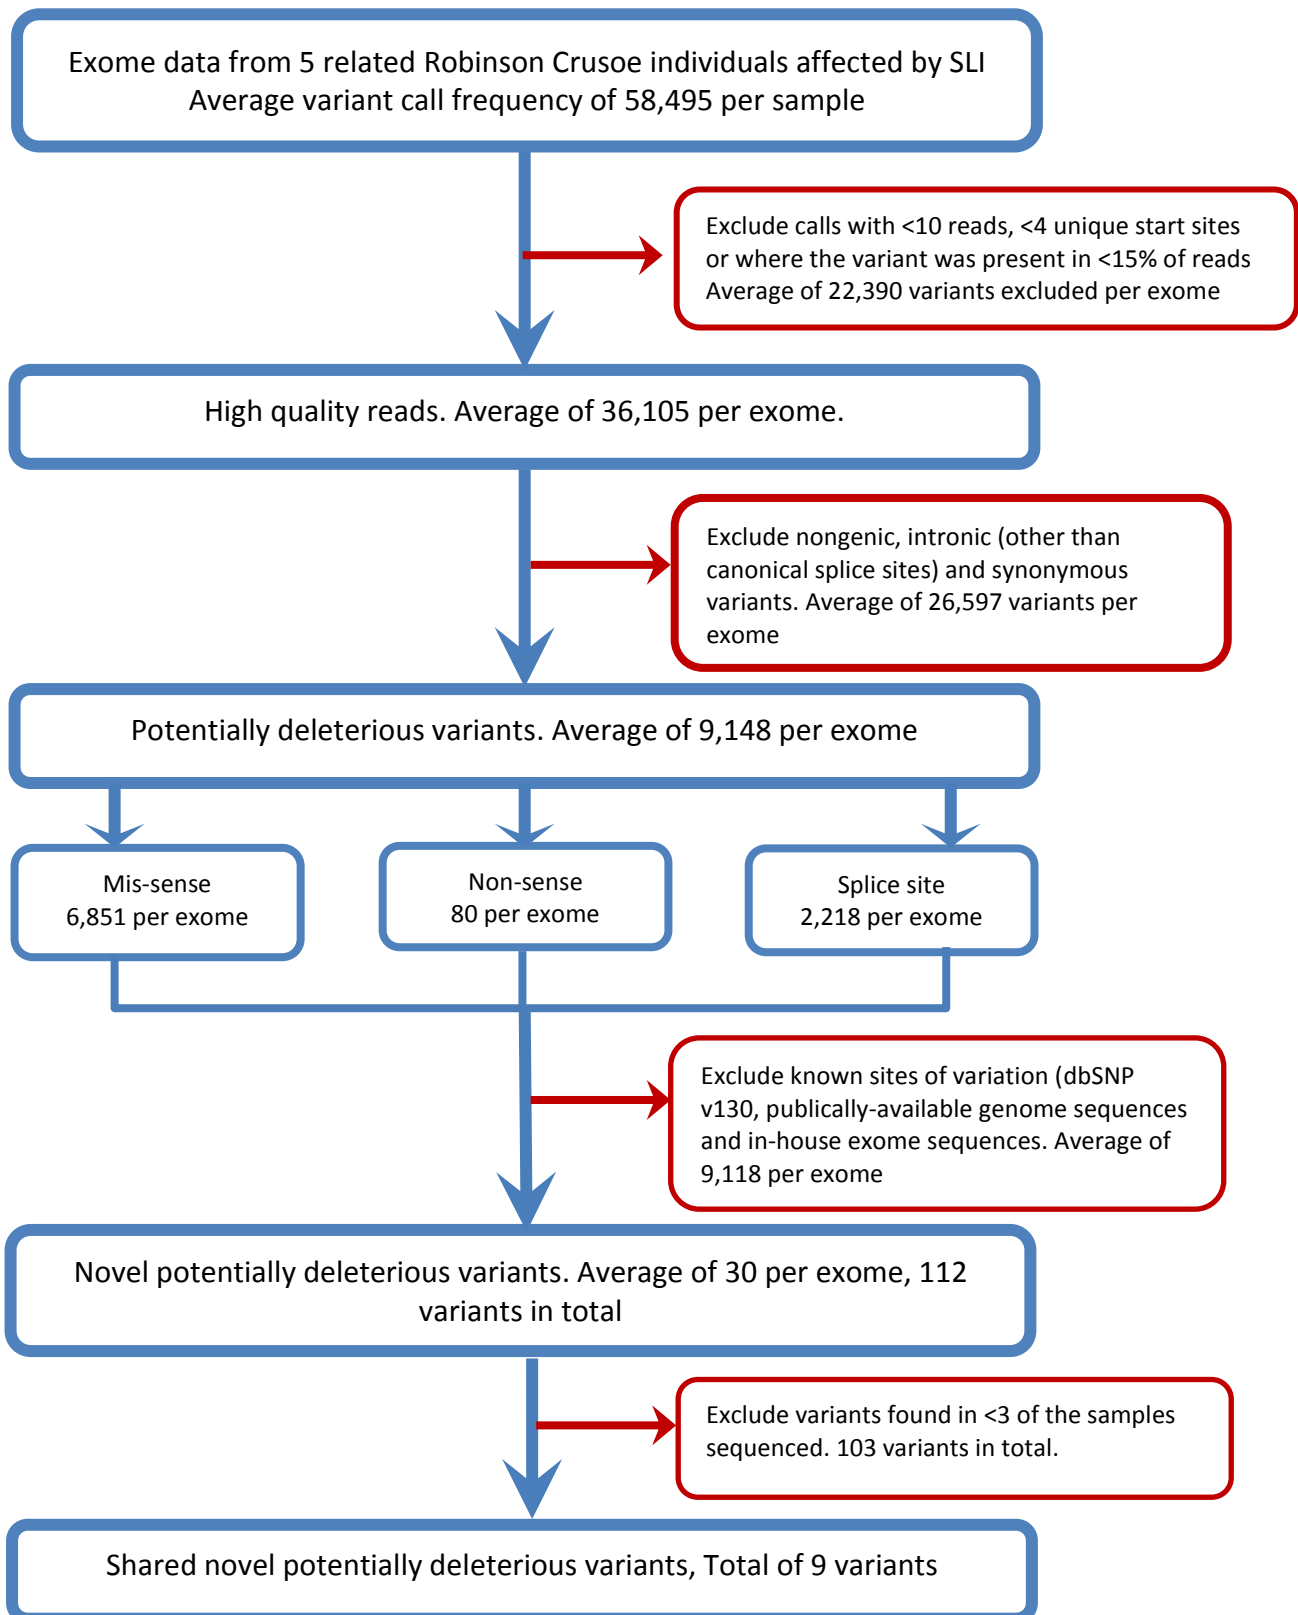 Exome data from 5 related Robinson Crusoe individuals affected by SLI
Average variant call frequency of 58,495 per sample
Exclude calls with <10 reads, <4 unique start sites
or where the variant was present in <15% of reads
Average of 22,390 variants excluded per exome
High quality reads. Average of 36,105 per exome.
Exclude nongenic, intronic (other than
canonical splice sites) and synonymous
variants. Average of 26,597 variants per
exome
Potentially deleterious variants. Average of 9,148 per exome
Mis-sense
6,851 per exome
Non-sense
80 per exome
Splice site
2,218 per exome
Exclude known sites of variation (dbSNP
v130, publically-available genome sequences
and in-house exome sequences. Average of
9,118 per exome
Novel potentially deleterious variants. Average of 30 per exome, 112
variants in total
Exclude variants found in <3 of the samples
sequenced. 103 variants in total.
Shared novel potentially deleterious variants, Total of 9 variants